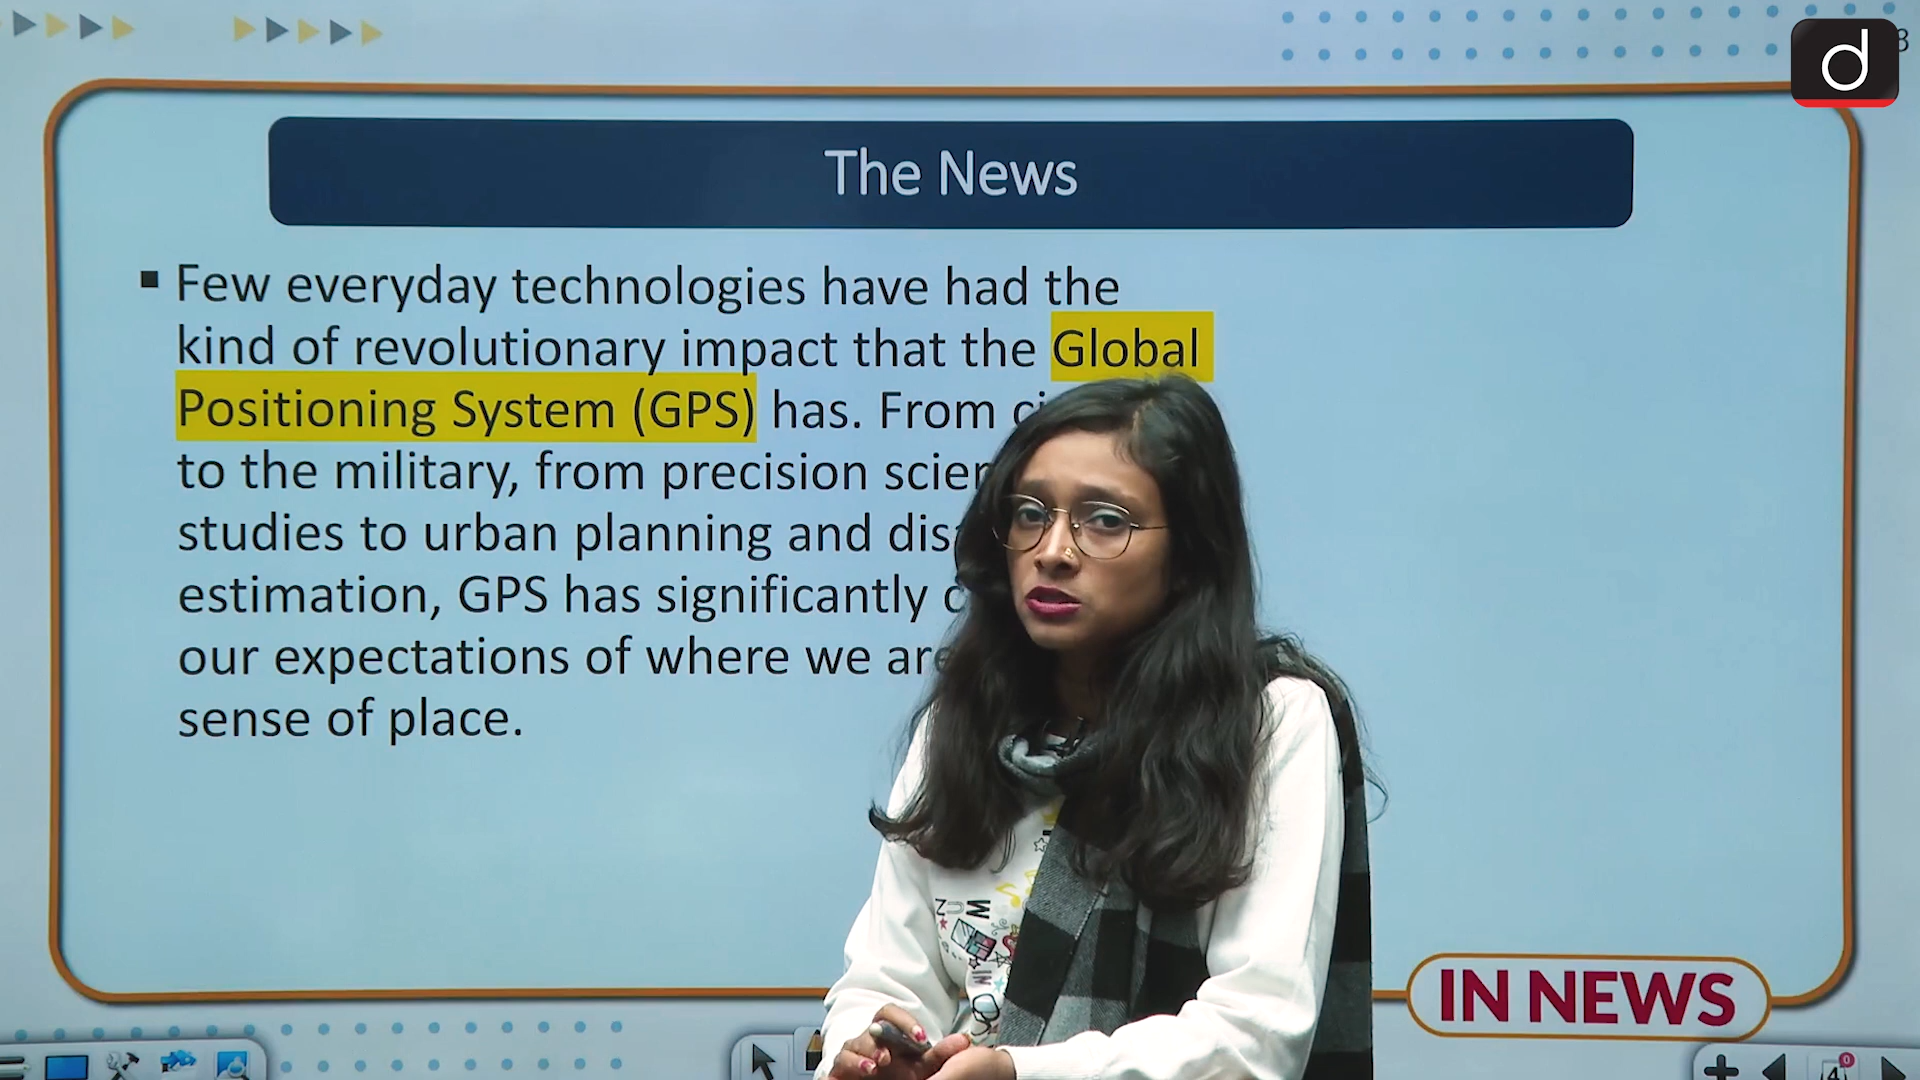 The News
▪ Few everyday technologies have had the
kind of revolutionary impact that the Global
Positioning System (GPS) has. From
to the military, from precision
studies to urban planning and
estimation, GPS has significantly
our expectations of where we
sense of place.
IN NEWS